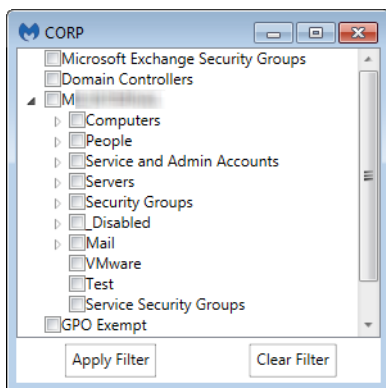 CORP
Microsoft Exchange Security Groups
Domain Controllers
Computers
People
Service and Admin Accounts
Servers
Security Groups
_Disabled
Mail
VMware
Test
Service Security Groups
GPO Exempt
Apply Filter
Clear Filter